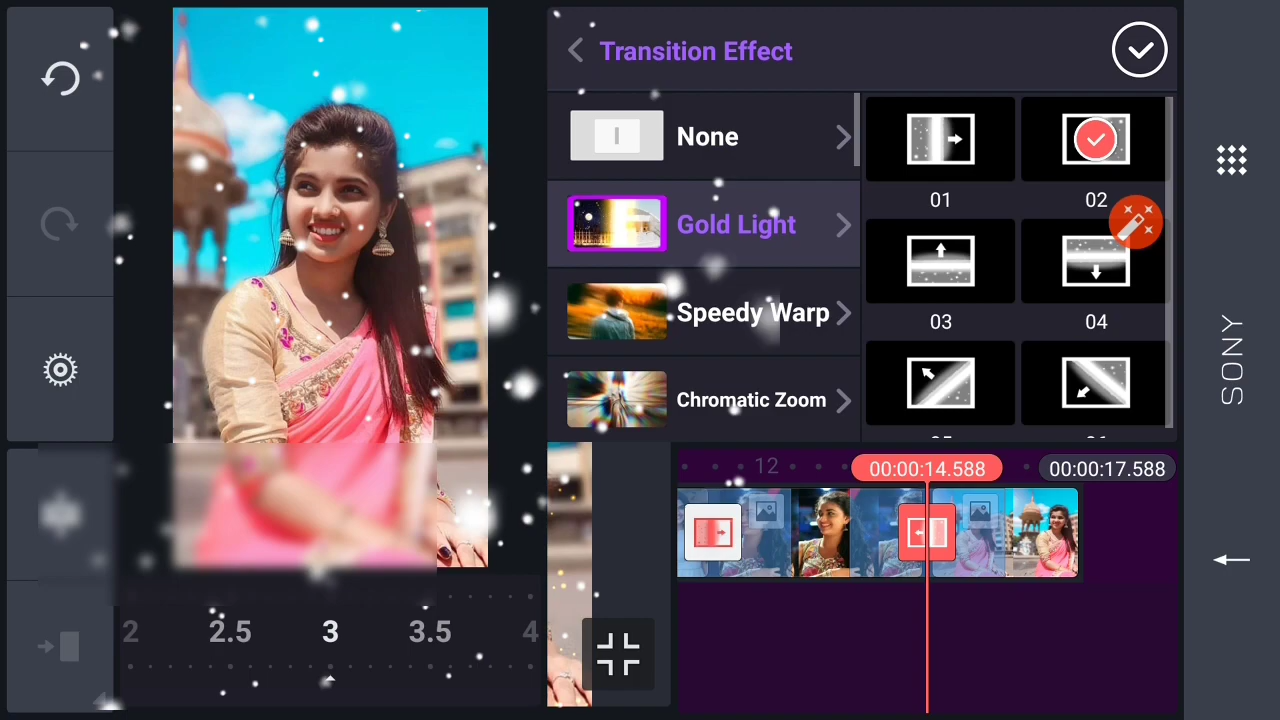 Transition Effect
None
Gold Light
Speedy Warp
Chromatic Zoom
01
02
03
04
12
00:00:14.588
00:00:17.588
2
2.5
3
3.5
4
SONY